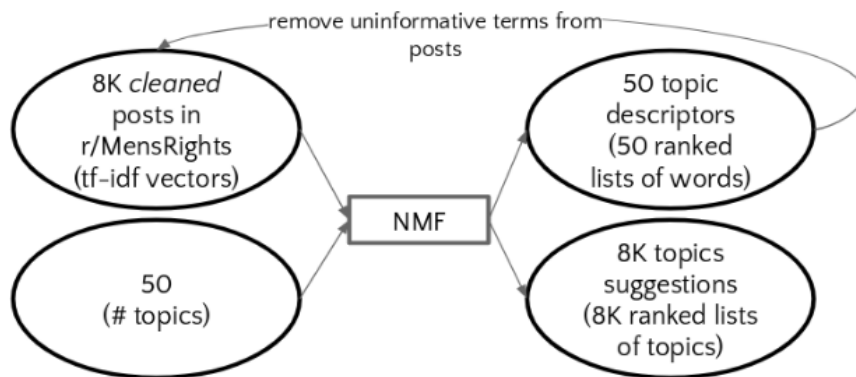 remove uninformative terms from
posts
8K cleaned
posts in
r/MensRights
(tf-idf vectors)
50 topic
descriptors
(50 ranked
lists of words)
NMF
50
(# topics)
8K topics
suggestions
(8K ranked lists
of topics)